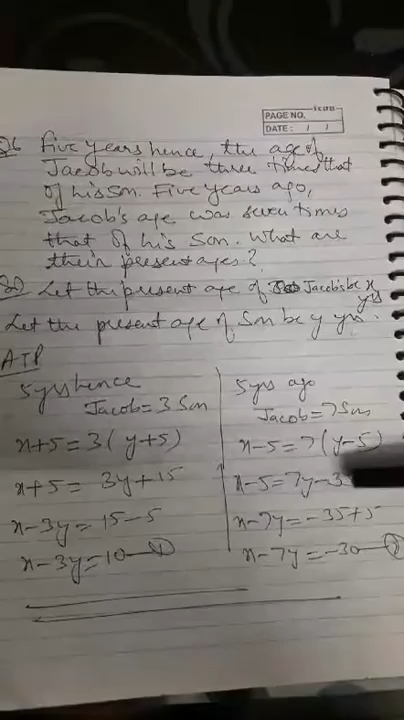 PAGE NO.
DATE: / /
Q6 Five years hence, the age of
Jacob will be three times that
of his son. Five years ago,
Jacob's age was seven times
that of his son. What are
their present ages?
Let the present age of Jacob's be x
yrs
Let the present age of Son be y yrs.
ATP
5yrs hence
Jacob = 3 Son
x+5 = 3(y+5)
x+5 = 3y+15
x-3y = 15-5
x-3y = 10 — ①
5yrs ago
Jacob = 7 Son
x-5 = 7(y-5)
x-5 = 7y-3
x-7y = -35+5
x-7y = -30 —